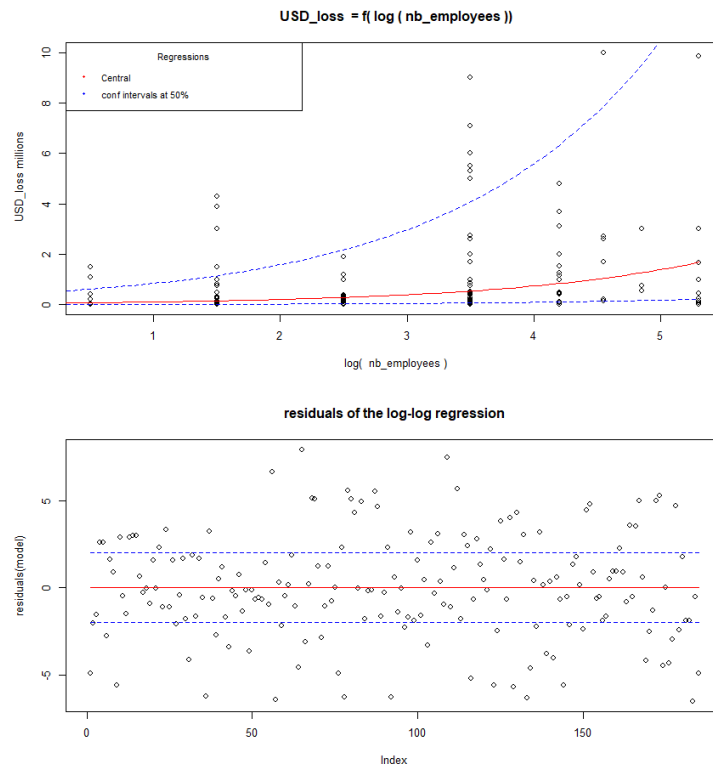 USD_loss = f( log ( nb_employees ))
USD_loss millions
10
8
6
4
2
0
Regressions
Central
conf intervals at 50%
1 2 3 4 5
log( nb_employees )
residuals of the log-log regression
residuals(model)
5
0
-5
0 50 100 150
Index